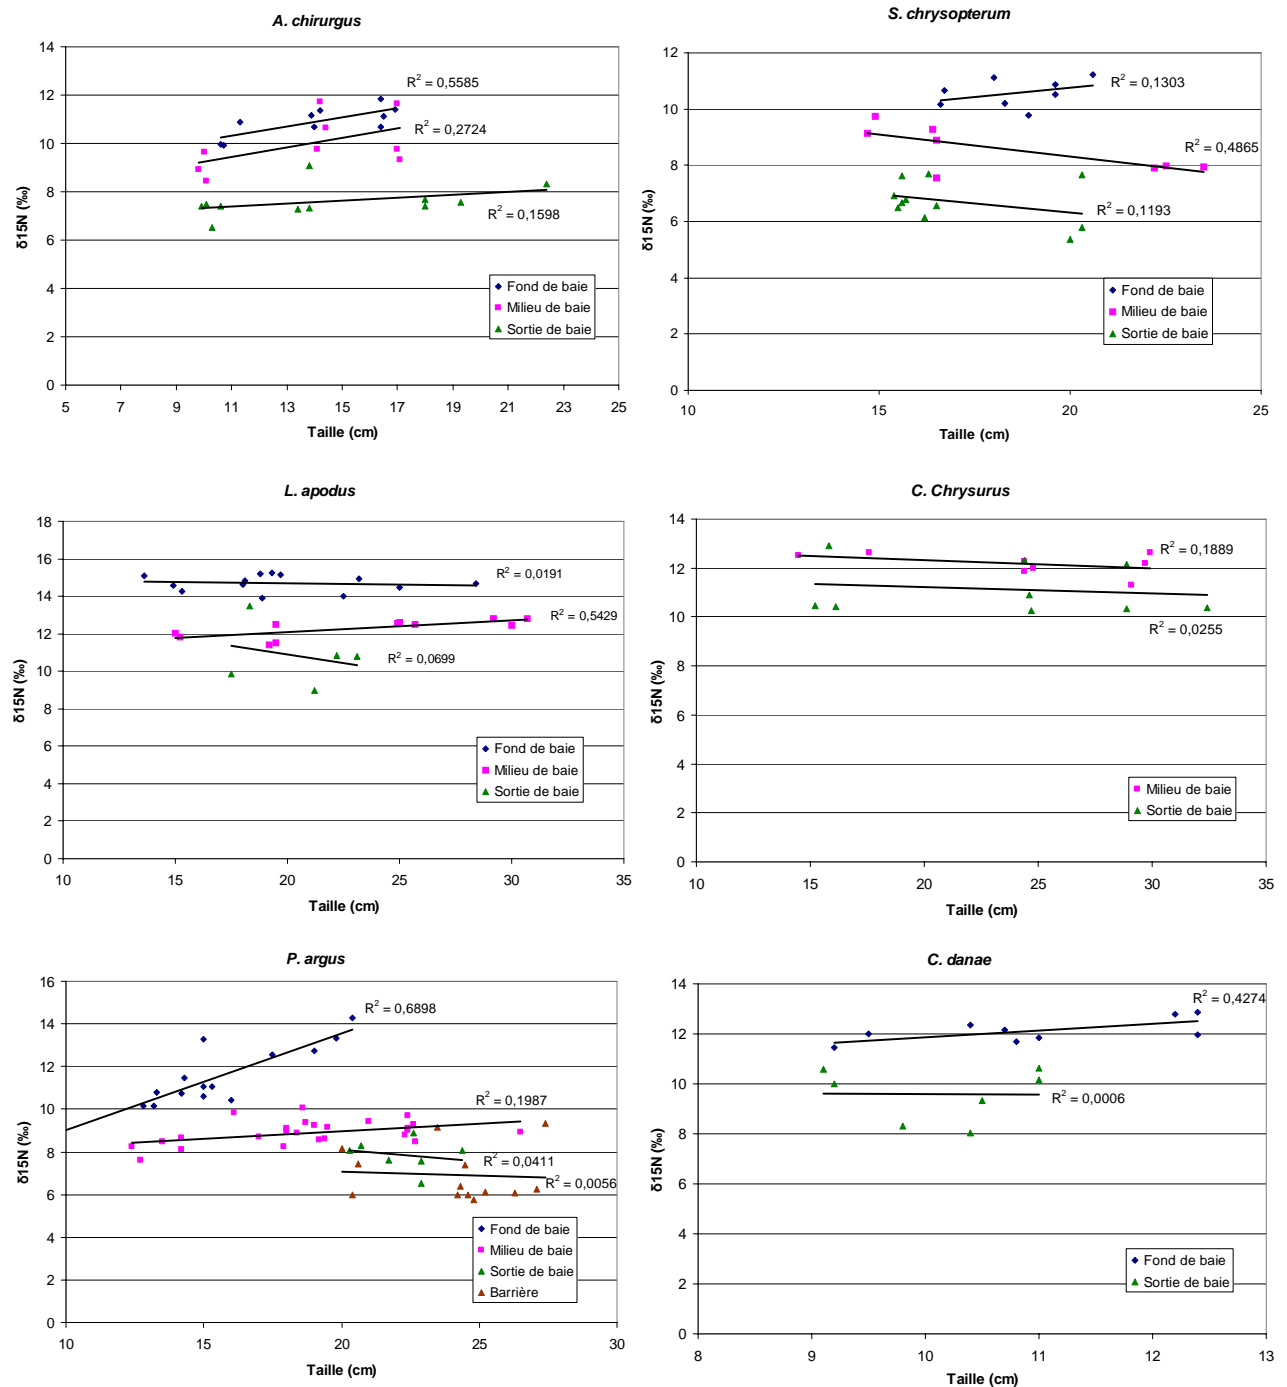 A. chirurgus
14
12
10
8
6
4
2
0
δ15N (‰)
R² = 0,5585
R² = 0,2724
R² = 0,1598
Fond de baie
Milieu de baie
Sortie de baie
5 7 9 11 13 15 17 19 21 23 25
Taille (cm)
S. chrysopterum
12
10
8
6
4
2
0
δ15N (‰)
R² = 0,1303
R² = 0,4865
R² = 0,1193
Fond de baie
Milieu de baie
Sortie de baie
10 15 20 25
Taille (cm)
L. apodus
18
16
14
12
10
8
6
4
2
0
δ15N (‰)
R² = 0,0191
R² = 0,5429
R² = 0,0699
Fond de baie
Milieu de baie
Sortie de baie
10 15 20 25 30 35
Taille (cm)
C. Chrysurus
14
12
10
8
6
4
2
0
δ15N (‰)
R² = 0,1889
R² = 0,0255
Milieu de baie
Sortie de baie
10 15 20 25 30 35
Taille (cm)
P. argus
16
14
12
10
8
6
4
2
0
δ15N (‰)
R² = 0,6898
R² = 0,1987
R² = 0,0411
R² = 0,0056
Fond de baie
Milieu de baie
Sortie de baie
Barrière
10 15 20 25 30
Taille (cm)
C. danae
14
12
10
8
6
4
2
0
δ15N (‰)
R² = 0,4274
R² = 0,0006
Fond de baie
Sortie de baie
8 9 10 11 12 13
Taille (cm)